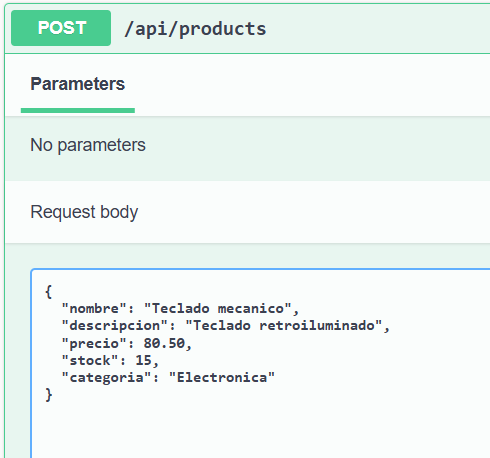 POST /api/products
Parameters
No parameters
Request body
{
  "nombre": "Teclado mecanico",
  "descripcion": "Teclado retroiluminado",
  "precio": 80.50,
  "stock": 15,
  "categoria": "Electronica"
}